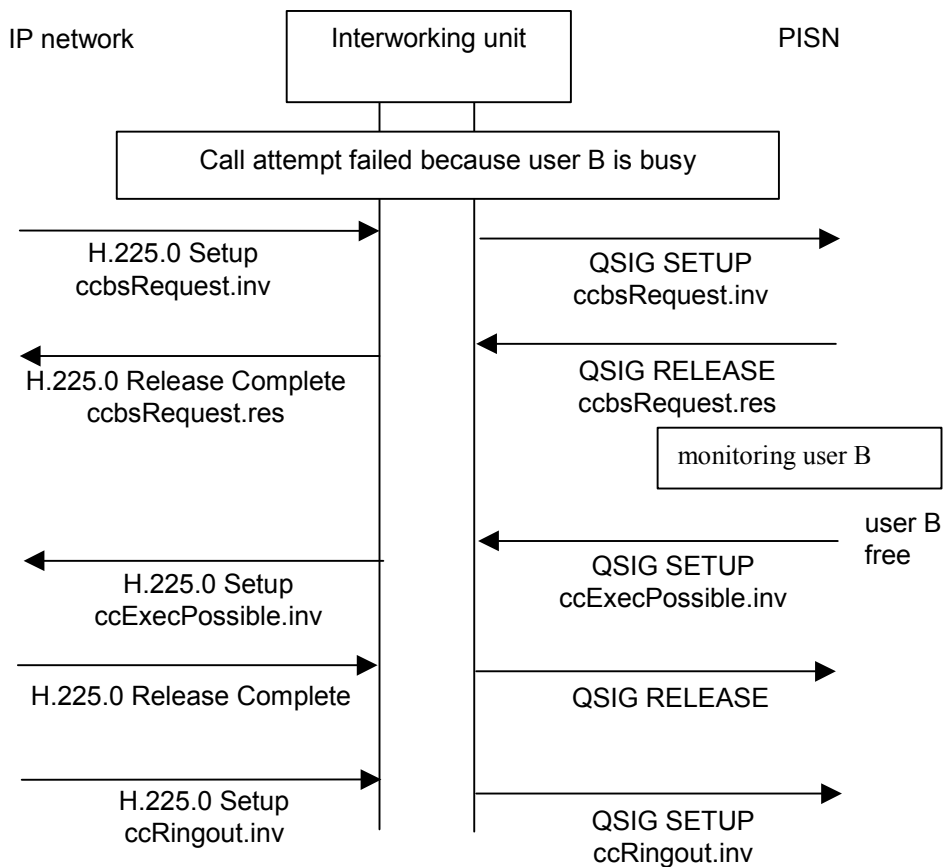 IP network
Interworking unit
PISN
Call attempt failed because user B is busy
H.225.0 Setup
ccbsRequest.inv
QSIG SETUP
ccbsRequest.inv
H.225.0 Release Complete
ccbsRequest.res
QSIG RELEASE
ccbsRequest.res
monitoring user B
user B
free
H.225.0 Setup
ccExecPossible.inv
QSIG SETUP
ccExecPossible.inv
H.225.0 Release Complete
QSIG RELEASE
H.225.0 Setup
ccRingout.inv
QSIG SETUP
ccRingout.inv